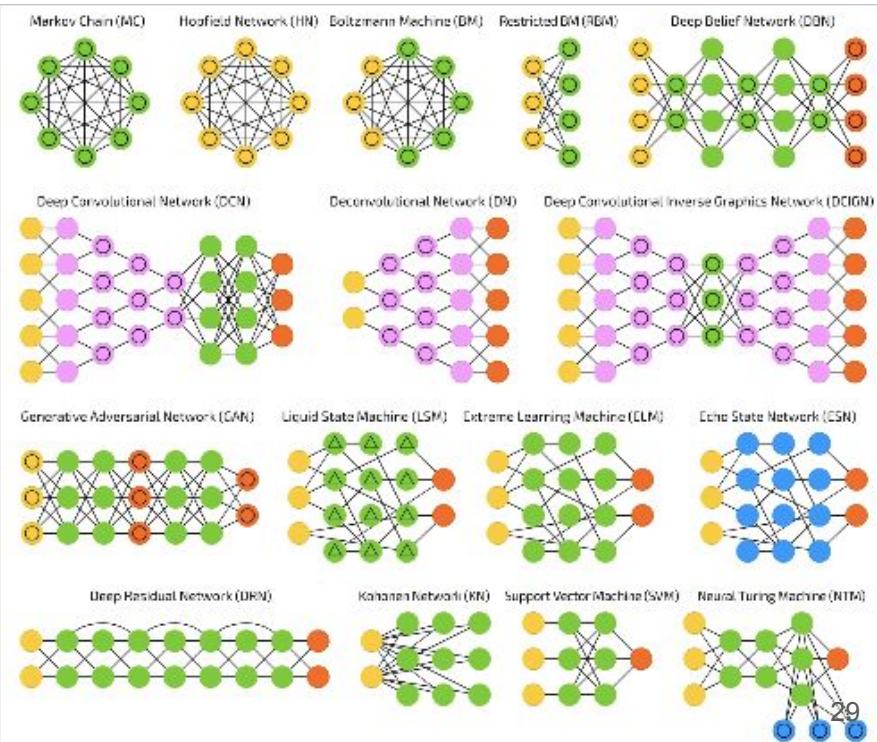 Markov Chain (MC)
Hopfield Network (HN)
Boltzmann Machine (BM)
Restricted BM (RBM)
Deep Belief Network (DBN)
Deep Convolutional Network (DCN)
Deconvolutional Network (DN)
Deep Convolutional Inverse Graphics Network (DCIGN)
Generative Adversarial Network (GAN)
Liquid State Machine (LSM)
Extreme Learning Machine (ELM)
Echo State Network (ESN)
Deep Residual Network (DRN)
Kohonen Network (KN)
Support Vector Machine (SVM)
Neural Turing Machine (NTM)
29